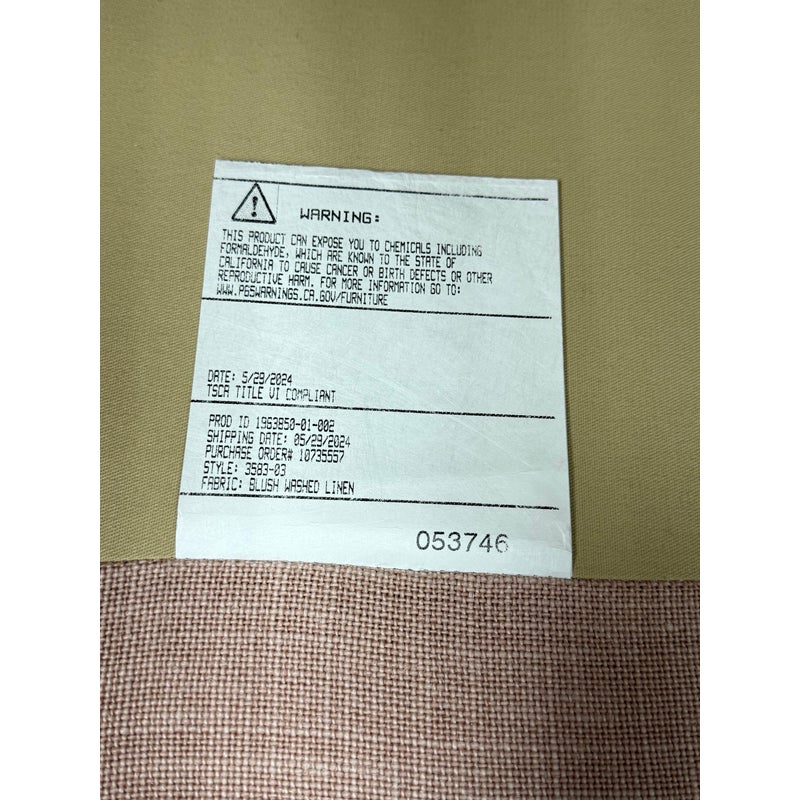 WARNING:
THIS PRODUCT CAN EXPOSE YOU TO CHEMICALS INCLUDING
FORMALDEHYDE, WHICH ARE KNOWN TO THE STATE OF
CALIFORNIA TO CAUSE CANCER OR BIRTH DEFECTS OR OTHER
REPRODUCTIVE HARM. FOR MORE INFORMATION GO TO:
WWW.P65WARNINGS.CA.GOV/FURNITURE
DATE: 5/29/2024
TSCA TITLE VI COMPLIANT
PROD ID 1963850-01-002
SHIPPING DATE: 05/29/2024
PURCHASE ORDER# 10735557
STYLE: 3583-03
FABRIC: BLUSH WASHED LINEN
053746